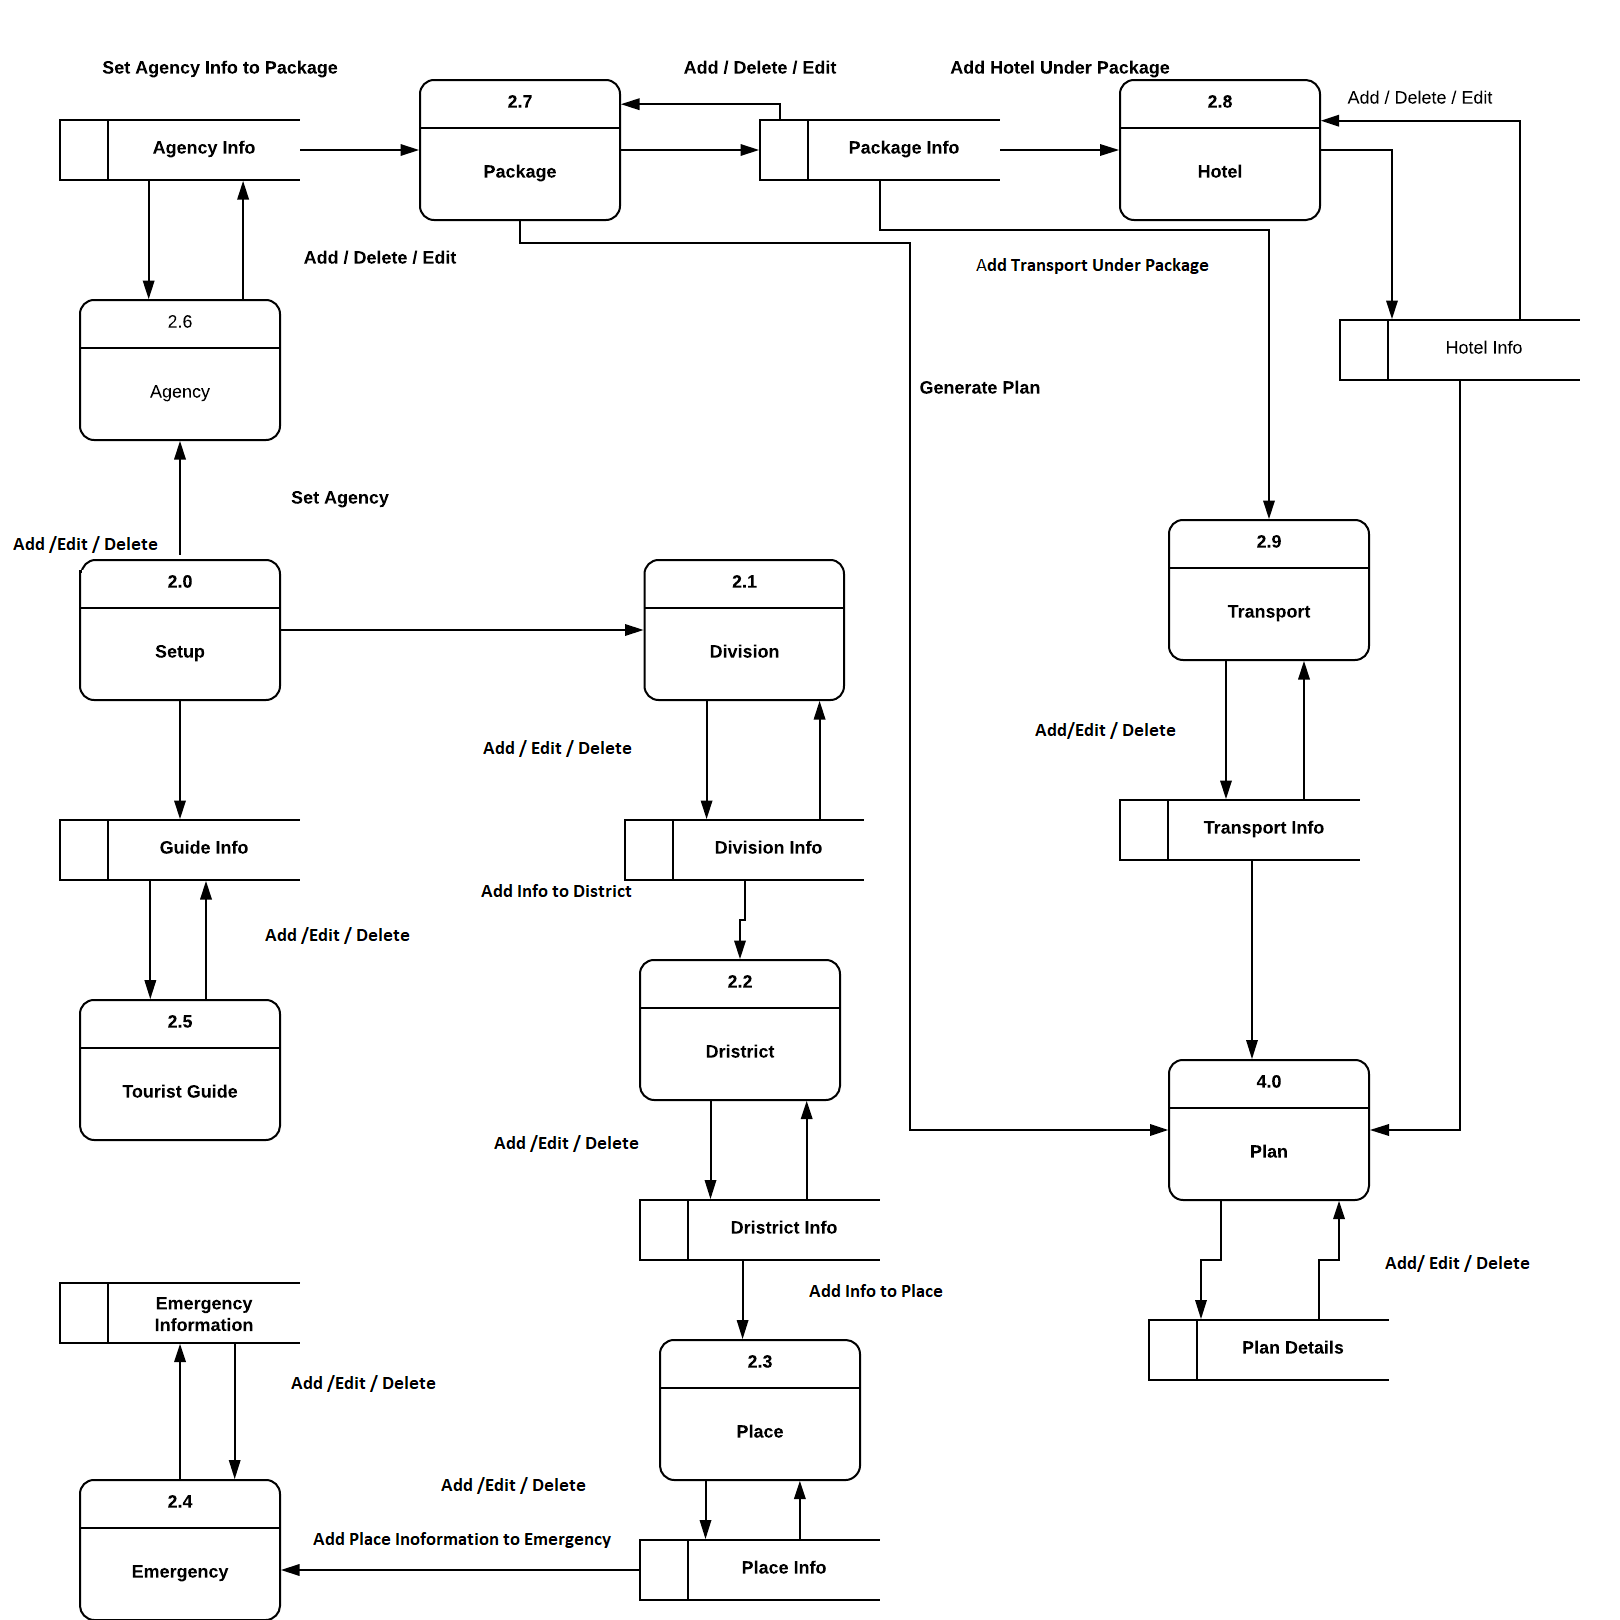 Set Agency Info to Package
Add / Delete / Edit
Add Hotel Under Package
2.7
2.8
Add / Delete / Edit
Agency Info
Package
Package Info
Hotel
Add / Delete / Edit
Add Transport Under Package
2.6
Hotel Info
Agency
Generate Plan
Set Agency
Add /Edit / Delete
2.0
2.1
2.9
Setup
Division
Transport
Add / Edit / Delete
Add/Edit / Delete
Guide Info
Division Info
Transport Info
Add Info to District
Add /Edit / Delete
2.5
2.2
Tourist Guide
Dristrict
4.0
Add /Edit / Delete
Plan
Dristrict Info
Add/ Edit / Delete
Emergency
Information
Add Info to Place
Plan Details
2.3
Add /Edit / Delete
Place
2.4
Add /Edit / Delete
Add Place Inoformation to Emergency
Emergency
Place Info